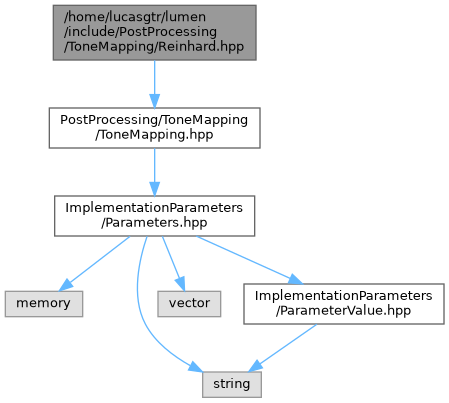 /home/lucasgtr/lumen
/include/PostProcessing
/ToneMapping/Reinhard.hpp
PostProcessing/ToneMapping
/ToneMapping.hpp
ImplementationParameters
/Parameters.hpp
memory
vector
ImplementationParameters
/ParameterValue.hpp
string